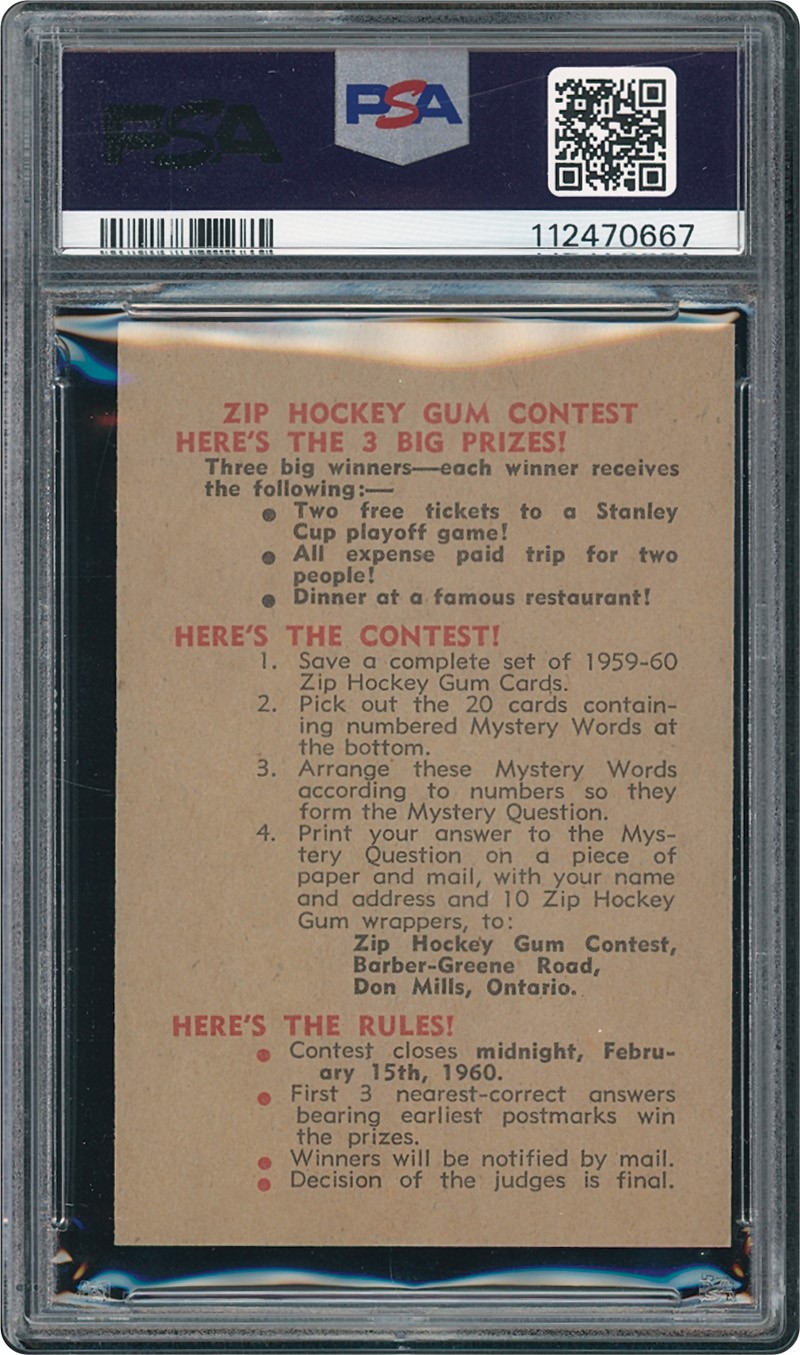 PSA
PSA
112470667
ZIP HOCKEY GUM CONTEST
HERE'S THE 3 BIG PRIZES!
Three big winners—each winner receives
the following:—
● Two free tickets to a Stanley
Cup playoff game!
● All expense paid trip for two
people!
● Dinner at a famous restaurant!
HERE'S THE CONTEST!
1. Save a complete set of 1959-60
Zip Hockey Gum Cards.
2. Pick out the 20 cards contain-
ing numbered Mystery Words at
the bottom.
3. Arrange these Mystery Words
according to numbers so they
form the Mystery Question.
4. Print your answer to the Mys-
tery Question on a piece of
paper and mail, with your name
and address and 10 Zip Hockey
Gum wrappers, to:
Zip Hockey Gum Contest,
Barber-Greene Road,
Don Mills, Ontario.
HERE'S THE RULES!
● Contest closes midnight, Febru-
ary 15th, 1960.
● First 3 nearest-correct answers
bearing earliest postmarks win
the prizes.
● Winners will be notified by mail.
● Decision of the judges is final.